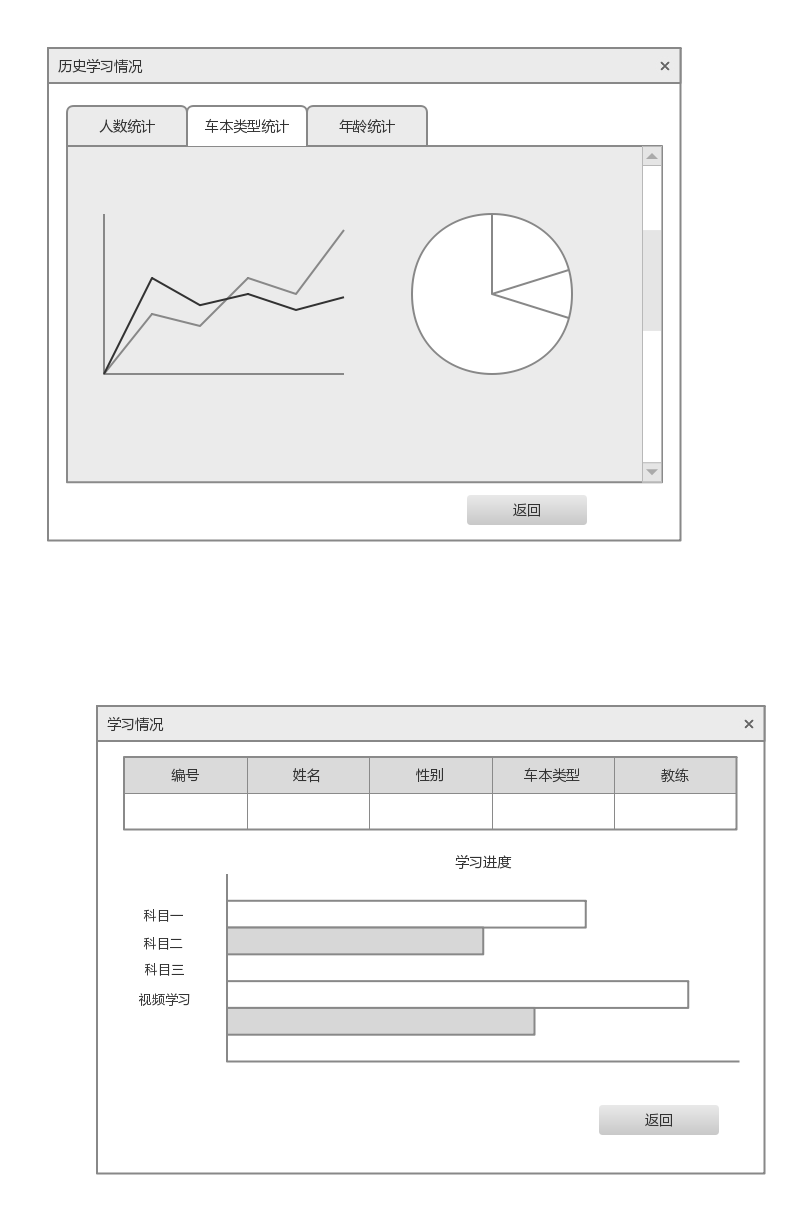 历史学习情况 ×
人数统计 车本类型统计 年龄统计
返回
学习情况 ×
编号 姓名 性别 车本类型 教练
学习进度
科目一
科目二
科目三
视频学习
返回